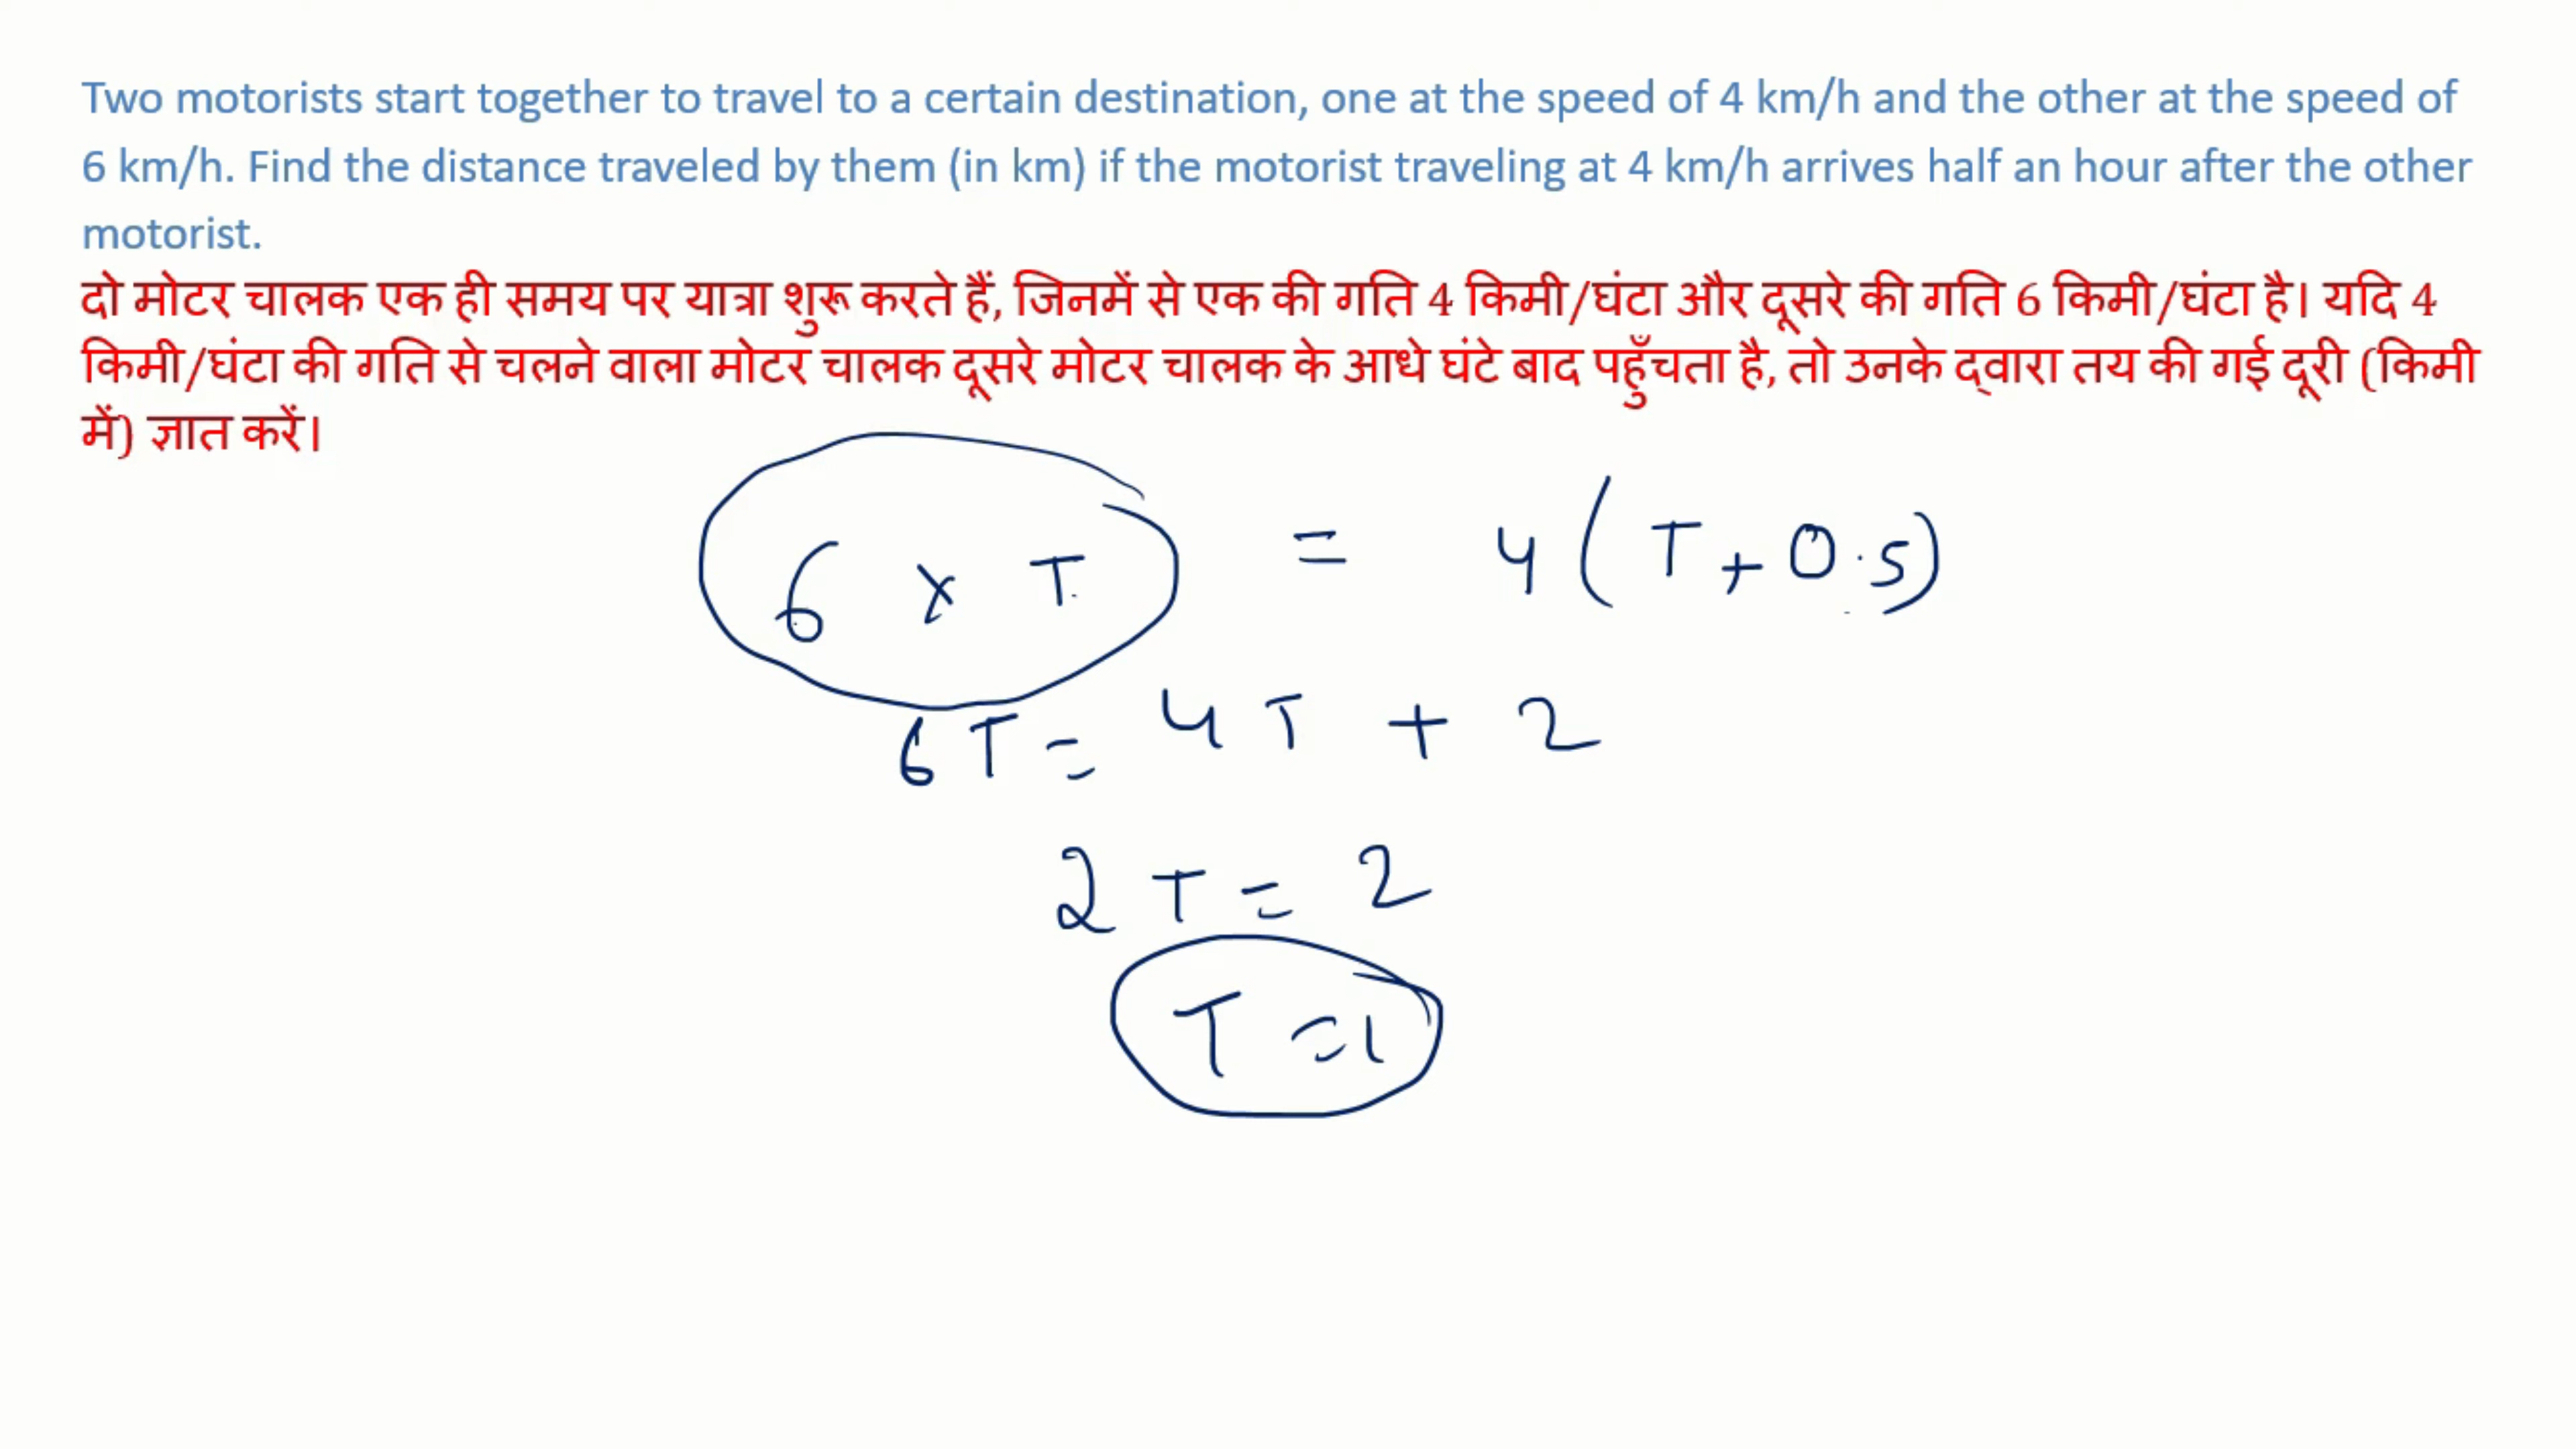 Two motorists start together to travel to a certain destination, one at the speed of 4 km/h and the other at the speed of
6 km/h. Find the distance traveled by them (in km) if the motorist traveling at 4 km/h arrives half an hour after the other
motorist.
दो मोटर चालक एक ही समय पर यात्रा शुरू करते हैं, जिनमें से एक की गति 4 किमी/घंटा और दूसरे की गति 6 किमी/घंटा है। यदि 4
किमी/घंटा की गति से चलने वाला मोटर चालक दूसरे मोटर चालक के आधे घंटे बाद पहुँचता है, तो उनके द्वारा तय की गई दूरी (किमी
में) ज्ञात करें।
6 x T = 4 ( T + 0.5)
6T = 4T + 2
2T = 2
T = 1